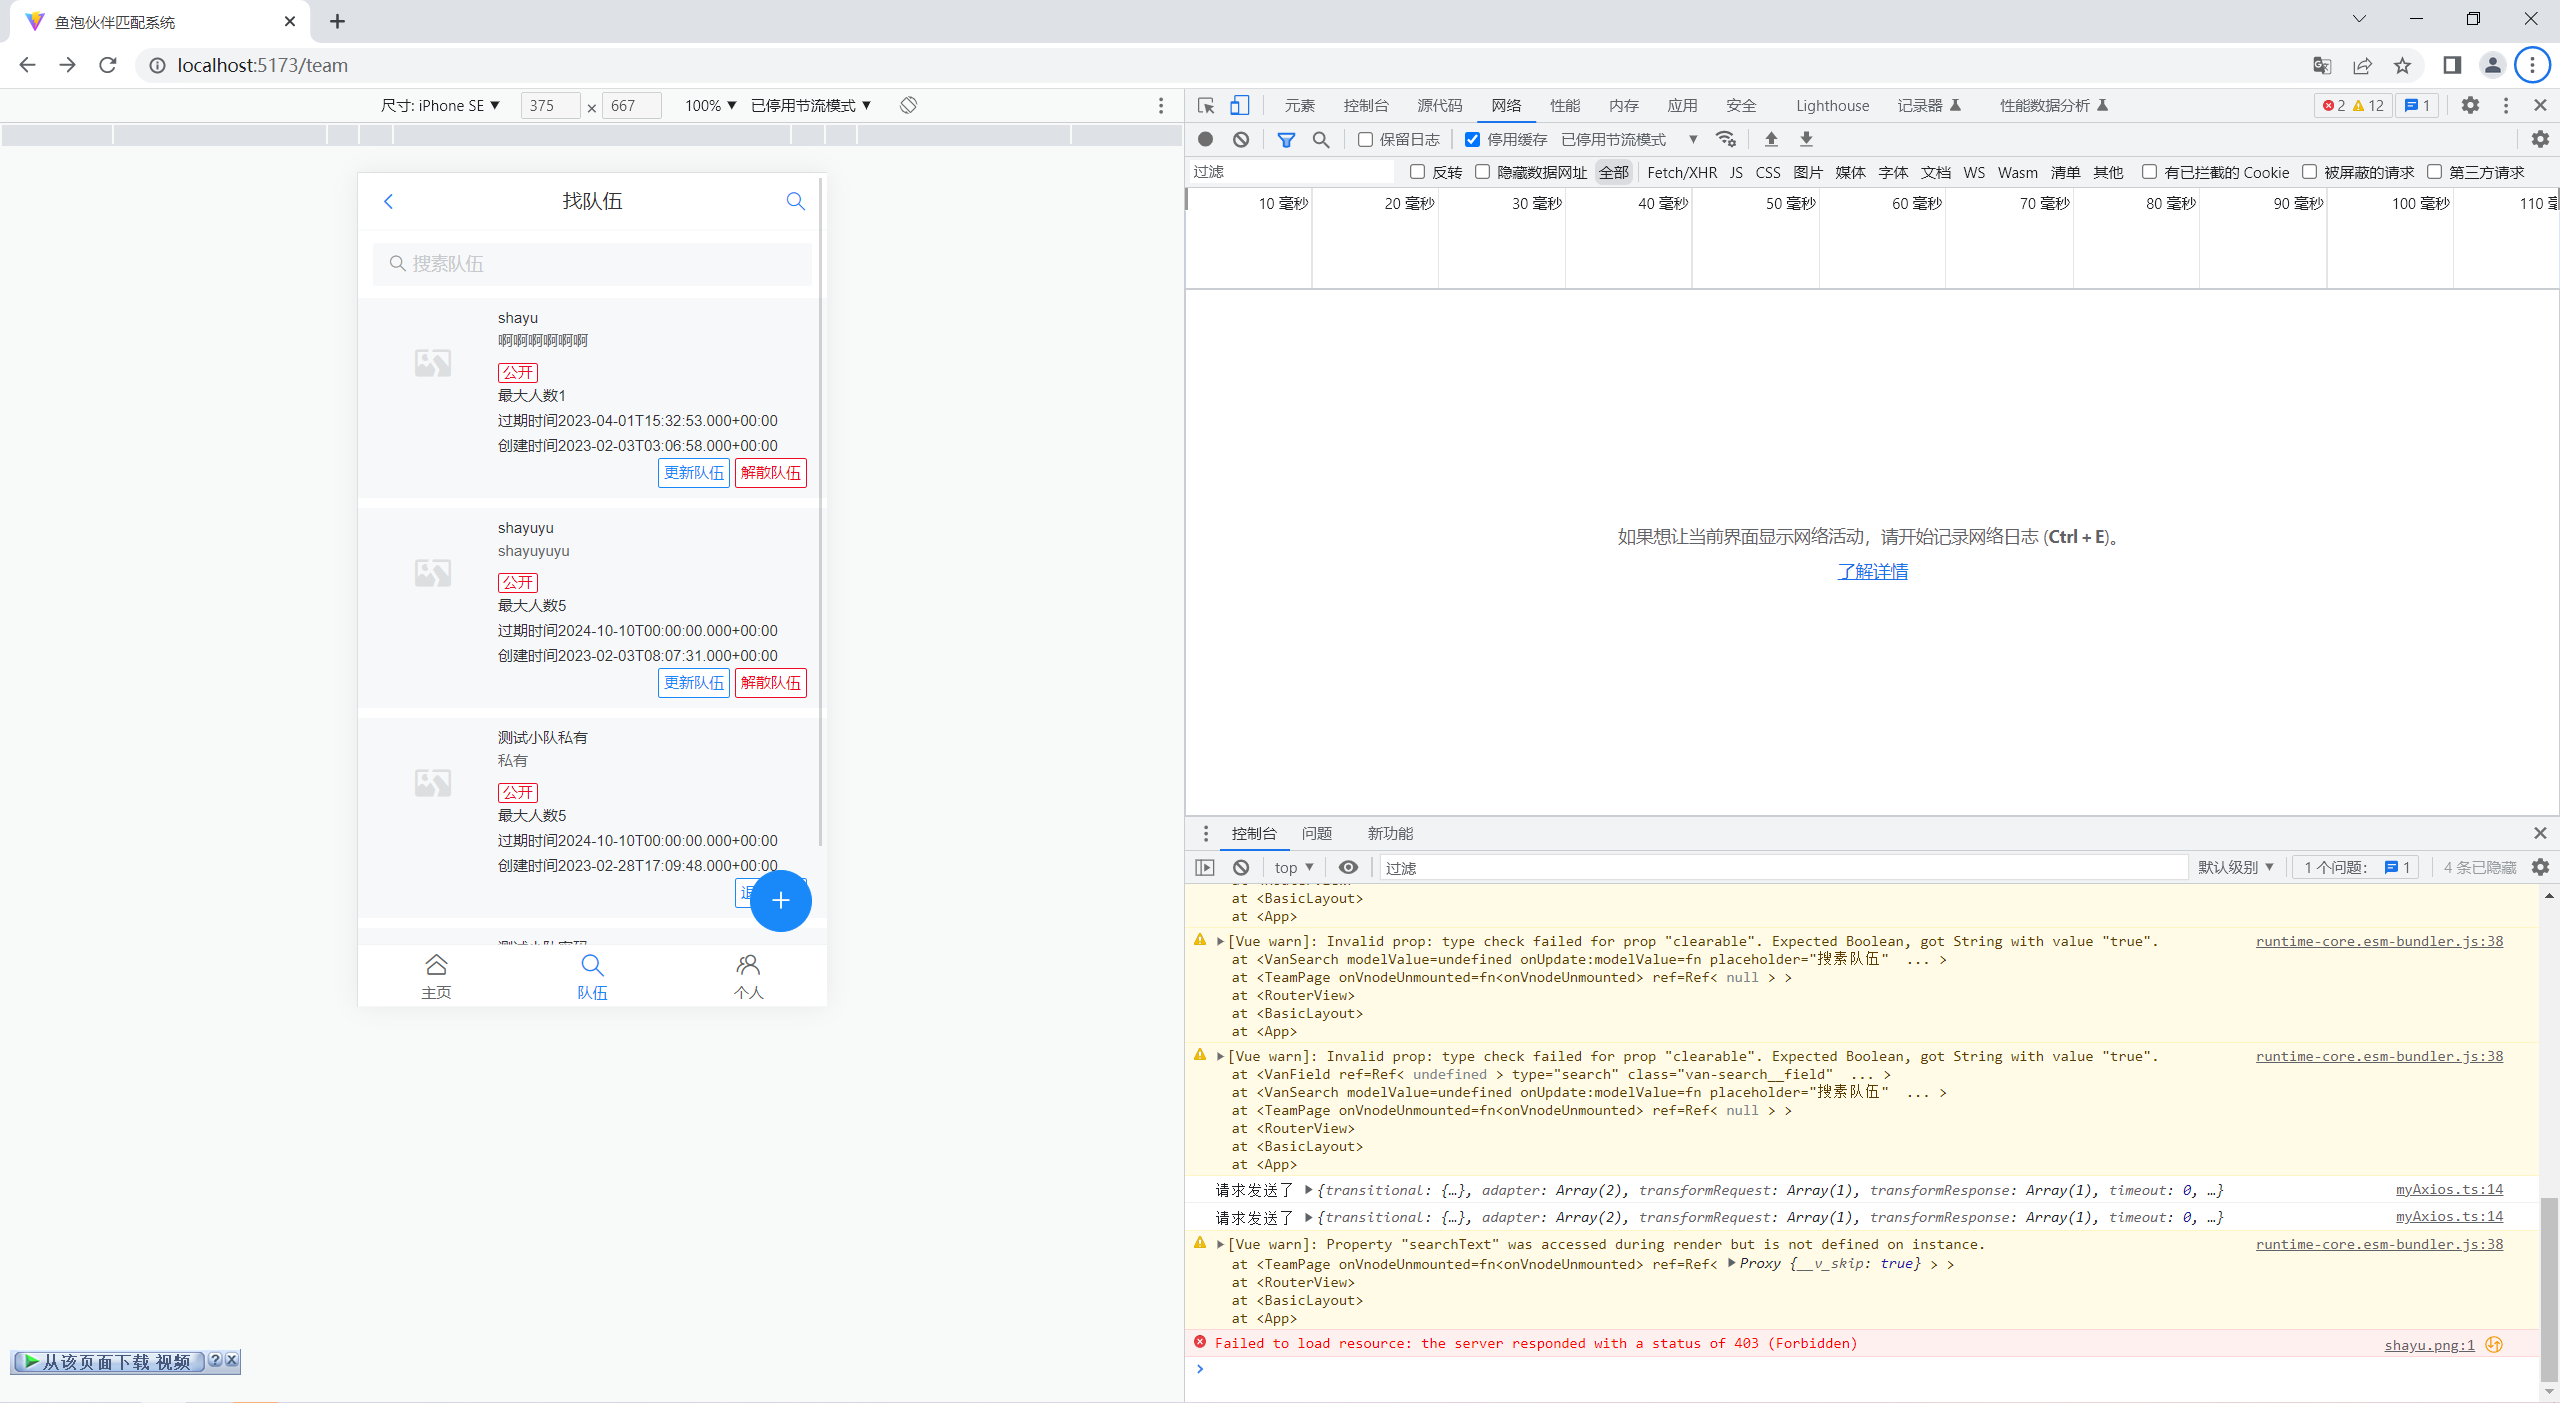 鱼泡伙伴匹配系统
localhost:5173/team
尺寸: iPhone SE ▼ 375 × 667 100% ▼ 已停用节流模式 ▼
元素 控制台 源代码 网络 性能 内存 应用 安全 Lighthouse 记录器 性能数据分析 2 12 1
保留日志 停用缓存 已停用节流模式 ▼
过滤 反转 隐藏数据网址 全部 Fetch/XHR JS CSS 图片 媒体 字体 文档 WS Wasm 清单 其他 有已拦截的 Cookie 被屏蔽的请求 第三方请求
10 毫秒 20 毫秒 30 毫秒 40 毫秒 50 毫秒 60 毫秒 70 毫秒 80 毫秒 90 毫秒 100 毫秒 110
如果想让当前界面显示网络活动，请开始记录网络日志 (Ctrl + E)。
了解详情
找队伍
搜素队伍
shayu
啊啊啊啊啊啊
公开
最大人数1
过期时间2023-04-01T15:32:53.000+00:00
创建时间2023-02-03T03:06:58.000+00:00
更新队伍 解散队伍
shayuyu
shayuyuyu
公开
最大人数5
过期时间2024-10-10T00:00:00.000+00:00
创建时间2023-02-03T08:07:31.000+00:00
更新队伍 解散队伍
测试小队私有
私有
公开
最大人数5
过期时间2024-10-10T00:00:00.000+00:00
创建时间2023-02-28T17:09:48.000+00:00
主页 队伍 个人
从该页面下载 视频 ? x
控制台 问题 新功能
top ▼ 过滤 默认级别 ▼ 1 个问题: 1 4 条已隐藏
at <BasicLayout>
at <App>
[Vue warn]: Invalid prop: type check failed for prop "clearable". Expected Boolean, got String with value "true". runtime-core.esm-bundler.js:38
at <VanSearch modelValue=undefined onUpdate:modelValue=fn placeholder="搜素队伍" ... >
at <TeamPage onVnodeUnmounted=fn<onVnodeUnmounted> ref=Ref< null > >
at <RouterView>
at <BasicLayout>
at <App>
[Vue warn]: Invalid prop: type check failed for prop "clearable". Expected Boolean, got String with value "true". runtime-core.esm-bundler.js:38
at <VanField ref=Ref< undefined > type="search" class="van-search__field" ... >
at <VanSearch modelValue=undefined onUpdate:modelValue=fn placeholder="搜素队伍" ... >
at <TeamPage onVnodeUnmounted=fn<onVnodeUnmounted> ref=Ref< null > >
at <RouterView>
at <BasicLayout>
at <App>
请求发送了 {transitional: {…}, adapter: Array(2), transformRequest: Array(1), transformResponse: Array(1), timeout: 0, …} myAxios.ts:14
请求发送了 {transitional: {…}, adapter: Array(2), transformRequest: Array(1), transformResponse: Array(1), timeout: 0, …} myAxios.ts:14
[Vue warn]: Property "searchText" was accessed during render but is not defined on instance. runtime-core.esm-bundler.js:38
at <TeamPage onVnodeUnmounted=fn<onVnodeUnmounted> ref=Ref< Proxy {__v_skip: true} > >
at <RouterView>
at <BasicLayout>
at <App>
Failed to load resource: the server responded with a status of 403 (Forbidden) shayu.png:1